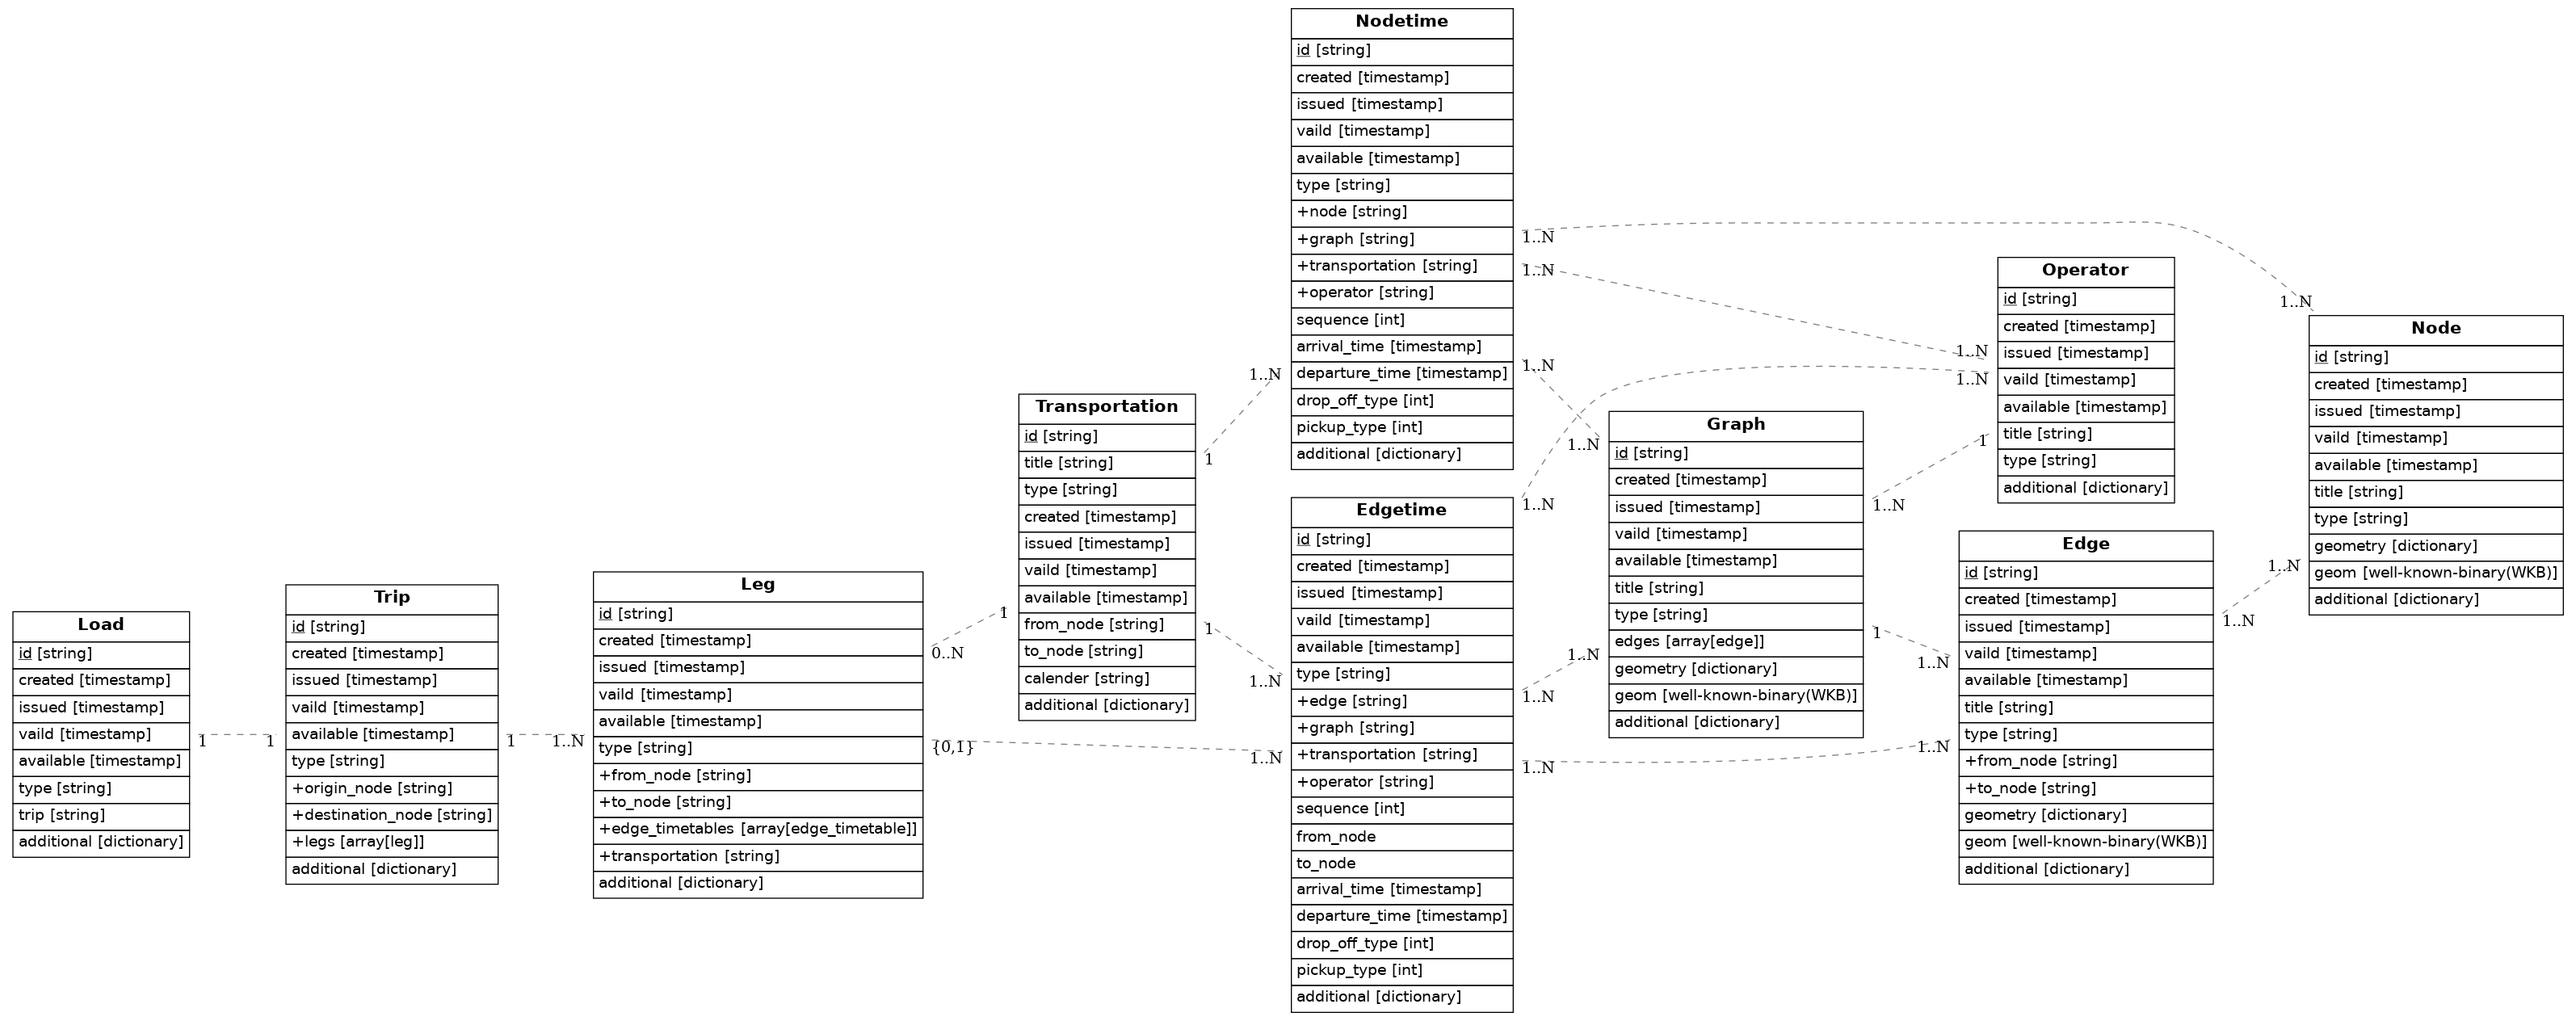 Nodetime
id [string]
created [timestamp]
issued [timestamp]
vaild [timestamp]
available [timestamp]
type [string]
+node [string]
+graph [string]
+transportation [string]
+operator [string]
sequence [int]
arrival_time [timestamp]
departure_time [timestamp]
drop_off_type [int]
pickup_type [int]
additional [dictionary]
1..N
1..N
1..N
1..N
1..N
1..N
1..N
1..N
1..N
1
1..N
Operator
id [string]
created [timestamp]
issued [timestamp]
vaild [timestamp]
available [timestamp]
title [string]
type [string]
additional [dictionary]
Node
id [string]
created [timestamp]
issued [timestamp]
vaild [timestamp]
available [timestamp]
title [string]
type [string]
geometry [dictionary]
geom [well-known-binary(WKB)]
additional [dictionary]
Transportation
id [string]
title [string]
type [string]
created [timestamp]
issued [timestamp]
vaild [timestamp]
available [timestamp]
from_node [string]
to_node [string]
calender [string]
additional [dictionary]
1
1
1
1..N
Graph
id [string]
created [timestamp]
issued [timestamp]
vaild [timestamp]
available [timestamp]
title [string]
type [string]
edges [array[edge]]
geometry [dictionary]
geom [well-known-binary(WKB)]
additional [dictionary]
1..N
1..N
1
1..N
Edgetime
id [string]
created [timestamp]
issued [timestamp]
vaild [timestamp]
available [timestamp]
type [string]
+edge [string]
+graph [string]
+transportation [string]
+operator [string]
sequence [int]
from_node
to_node
arrival_time [timestamp]
departure_time [timestamp]
drop_off_type [int]
pickup_type [int]
additional [dictionary]
1..N
1..N
1..N
1..N
1..N
Edge
id [string]
created [timestamp]
issued [timestamp]
vaild [timestamp]
available [timestamp]
title [string]
type [string]
+from_node [string]
+to_node [string]
geometry [dictionary]
geom [well-known-binary(WKB)]
additional [dictionary]
Leg
id [string]
created [timestamp]
issued [timestamp]
vaild [timestamp]
available [timestamp]
type [string]
+from_node [string]
+to_node [string]
+edge_timetables [array[edge_timetable]]
+transportation [string]
additional [dictionary]
0..N
{0,1}
Trip
id [string]
created [timestamp]
issued [timestamp]
vaild [timestamp]
available [timestamp]
type [string]
+origin_node [string]
+destination_node [string]
+legs [array[leg]]
additional [dictionary]
1
1..N
Load
id [string]
created [timestamp]
issued [timestamp]
vaild [timestamp]
available [timestamp]
type [string]
trip [string]
additional [dictionary]
1
1